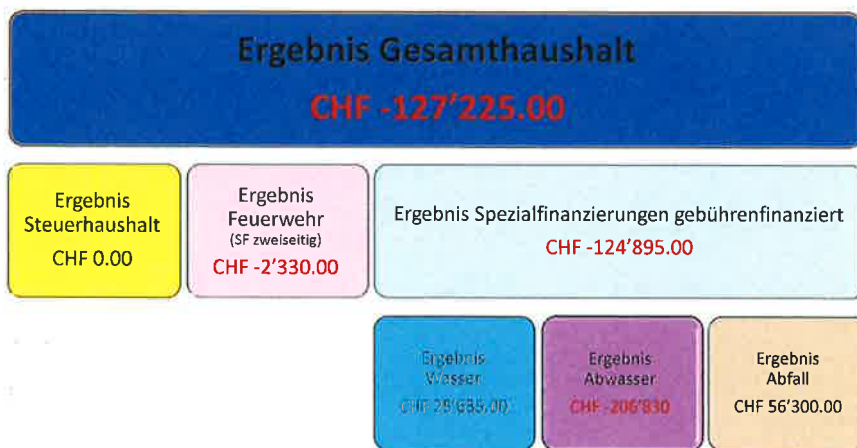 Ergebnis Gesamthaushalt
CHF -127'225.00
Ergebnis
Steuerhaushalt
CHF 0.00
Ergebnis
Feuerwehr
(SF zweiseitig)
CHF -2'330.00
Ergebnis Spezialfinanzierungen gebührenfinanziert
CHF -124'895.00
Ergebnis
Wasser
CHF 25'635.00
Ergebnis
Abwasser
CHF -206'830
Ergebnis
Abfall
CHF 56'300.00